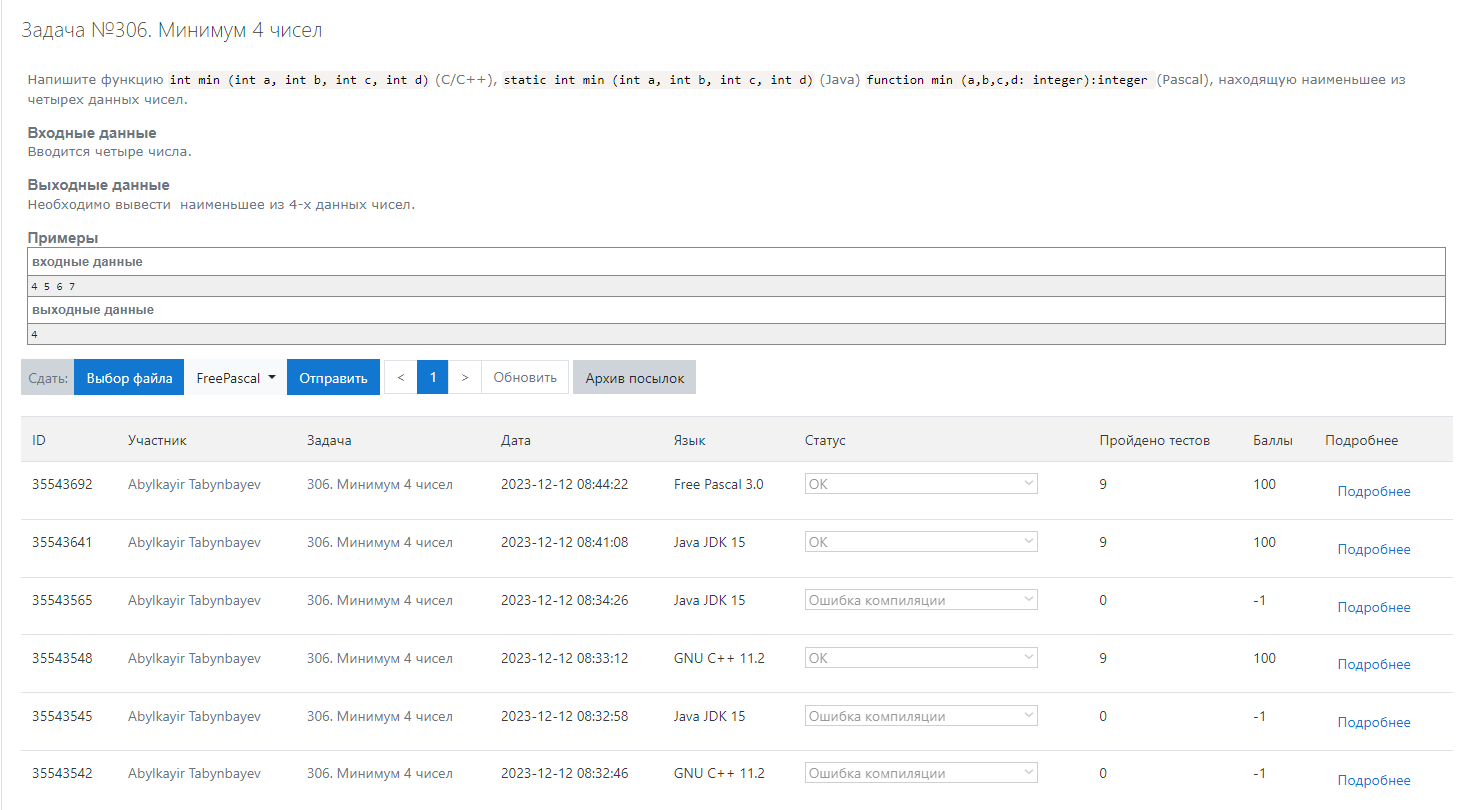 Задача №306. Минимум 4 чисел
Напишите функцию int min (int a, int b, int c, int d) (C/C++), static int min (int a, int b, int c, int d) (Java) function min (a,b,c,d: integer):integer (Pascal), находящую наименьшее из
четырех данных чисел.
Входные данные
Вводится четыре числа.
Выходные данные
Необходимо вывести  наименьшее из 4-х данных чисел.
Примеры
входные данные
4 5 6 7
выходные данные
4
Сдать: Выбор файла FreePascal Отправить < 1 > Обновить Архив посылок
ID Участник Задача Дата Язык Статус Пройдено тестов Баллы Подробнее
35543692 Abylkayir Tabynbayev 306. Минимум 4 чисел 2023-12-12 08:44:22 Free Pascal 3.0 OK 9 100 Подробнее
35543641 Abylkayir Tabynbayev 306. Минимум 4 чисел 2023-12-12 08:41:08 Java JDK 15 OK 9 100 Подробнее
35543565 Abylkayir Tabynbayev 306. Минимум 4 чисел 2023-12-12 08:34:26 Java JDK 15 Ошибка компиляции 0 -1 Подробнее
35543548 Abylkayir Tabynbayev 306. Минимум 4 чисел 2023-12-12 08:33:12 GNU C++ 11.2 OK 9 100 Подробнее
35543545 Abylkayir Tabynbayev 306. Минимум 4 чисел 2023-12-12 08:32:58 Java JDK 15 Ошибка компиляции 0 -1 Подробнее
35543542 Abylkayir Tabynbayev 306. Минимум 4 чисел 2023-12-12 08:32:46 GNU C++ 11.2 Ошибка компиляции 0 -1 Подробнее